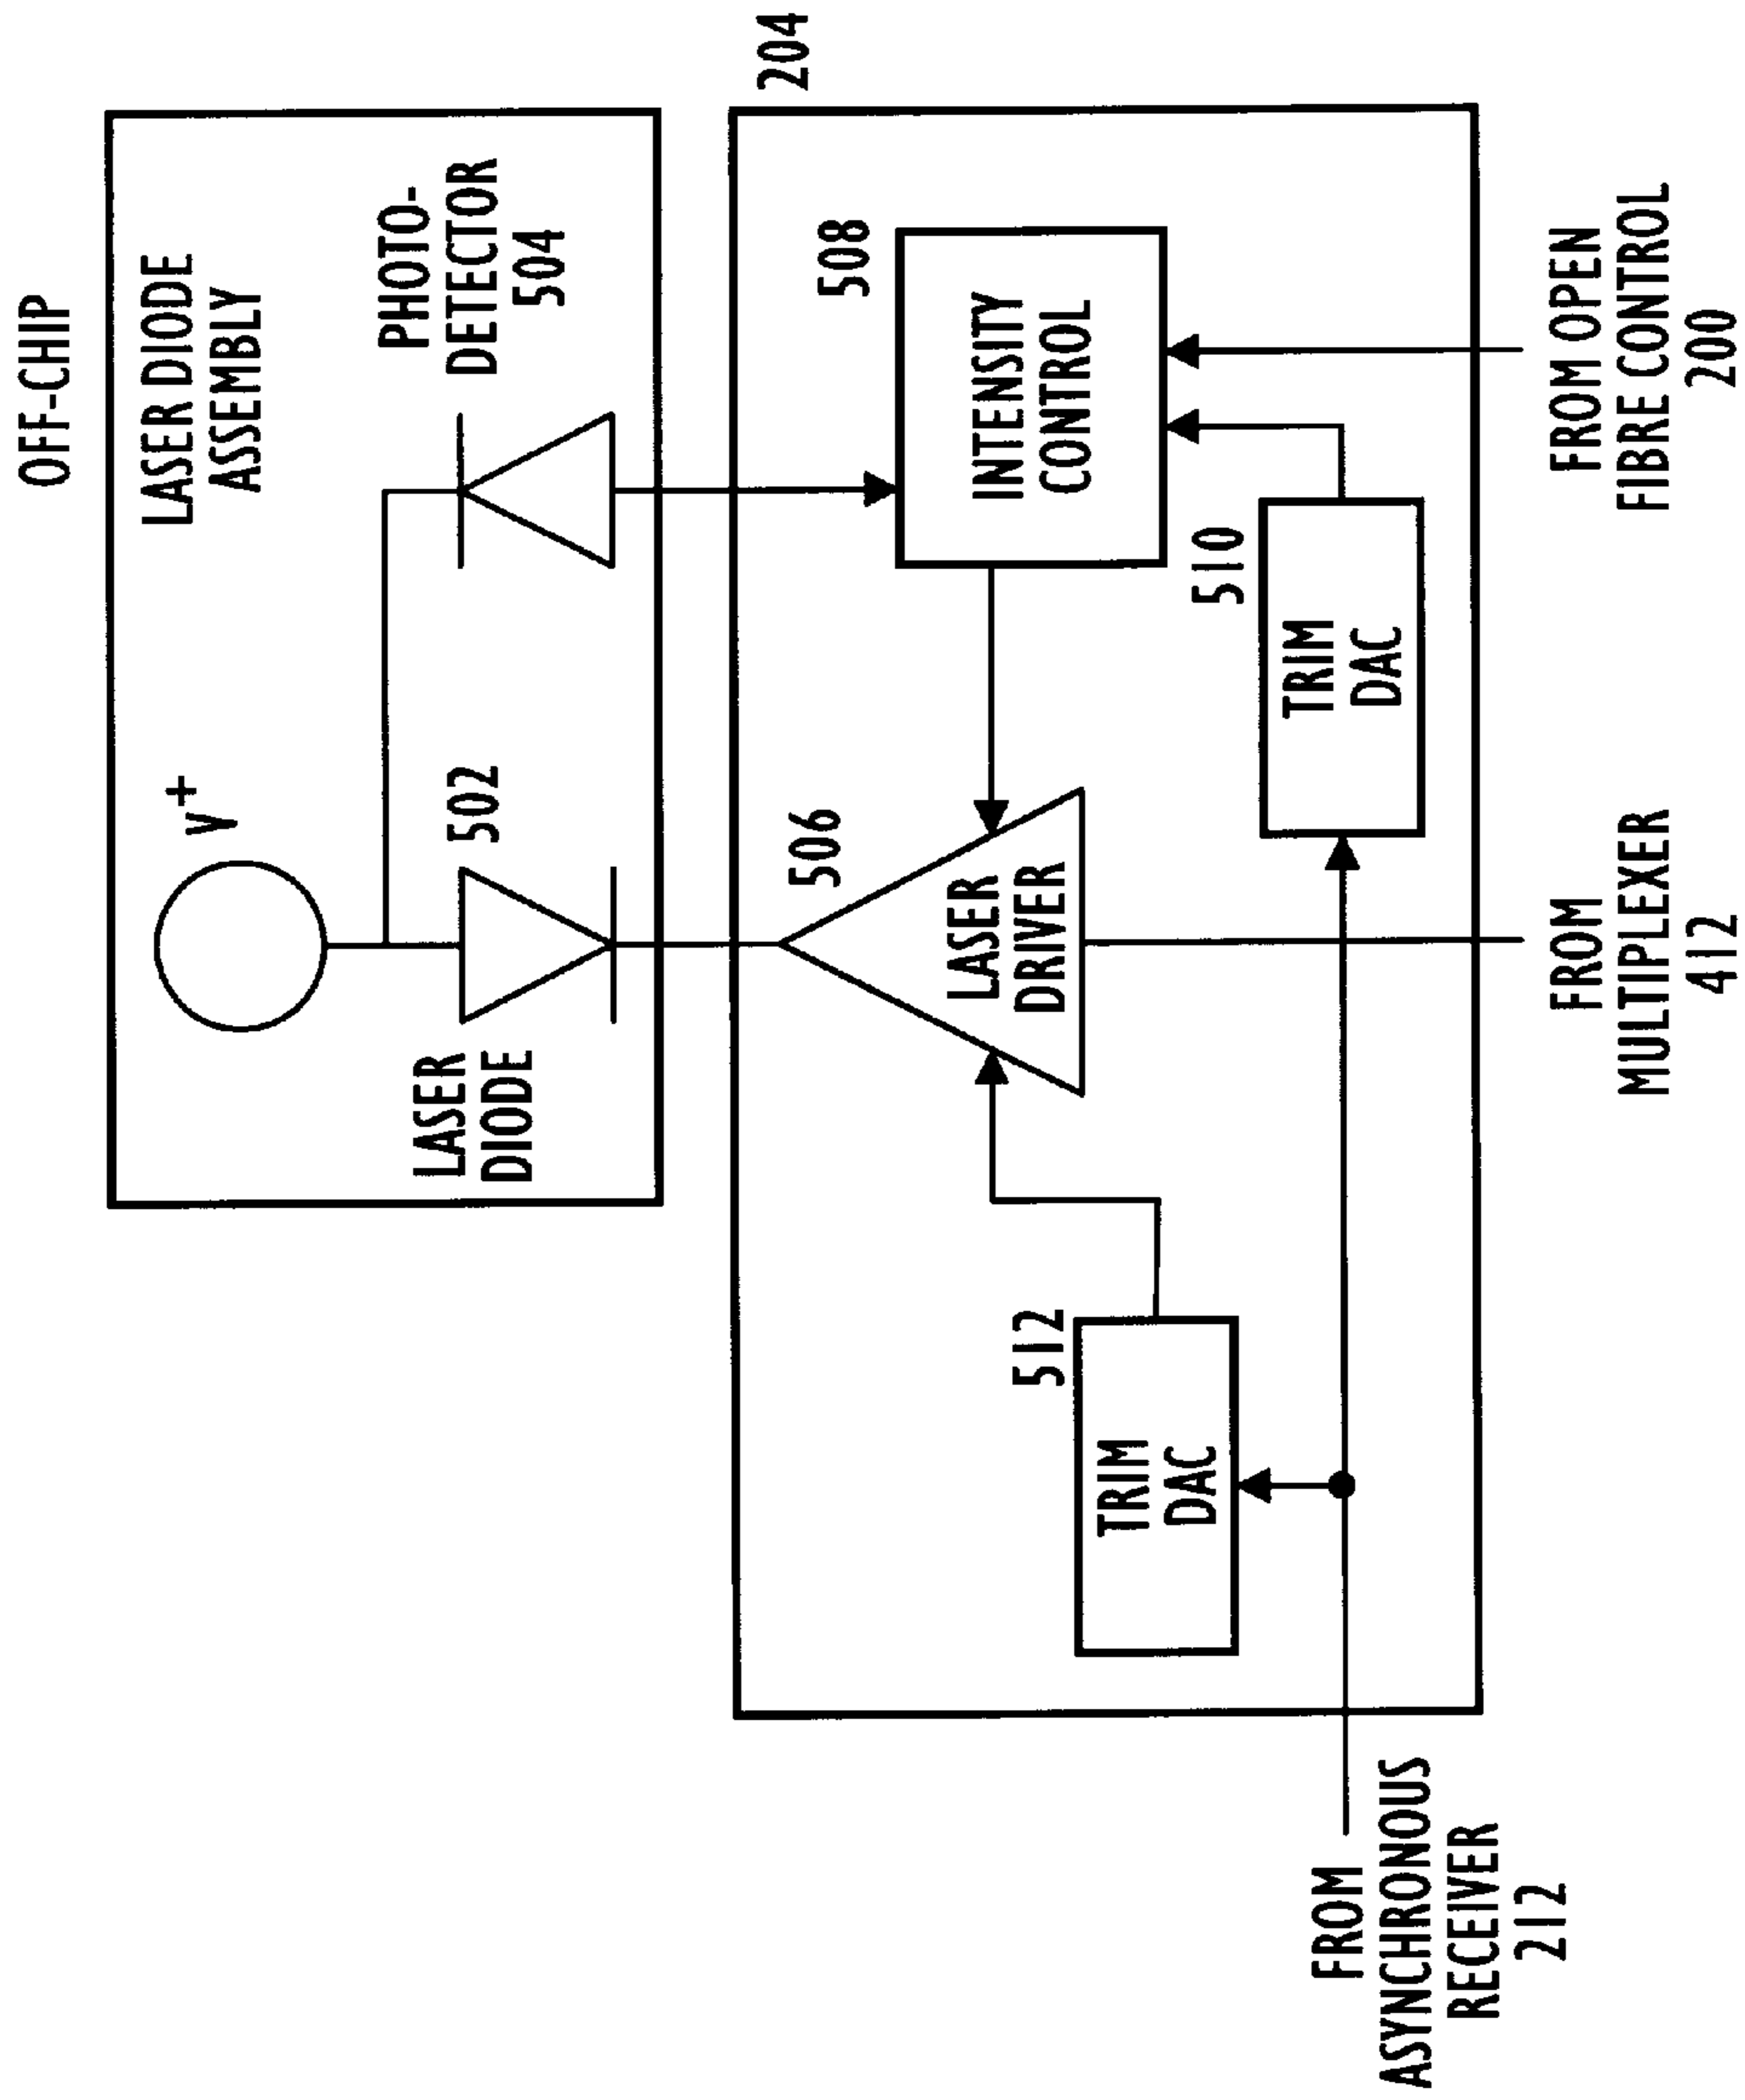 OFF-CHIP
LASER DIODE
ASSEMBLY
V+
LASER
DIODE
502
PHOTO-
DETECTOR
504
204
506
LASER
DRIVER
508
INTENSITY
CONTROL
512
TRIM
DAC
510
TRIM
DAC
FROM
ASYNCHRONOUS
RECEIVER
212
FROM
MULTIPLEXER
412
FROM OPEN
FIBRE CONTROL
200